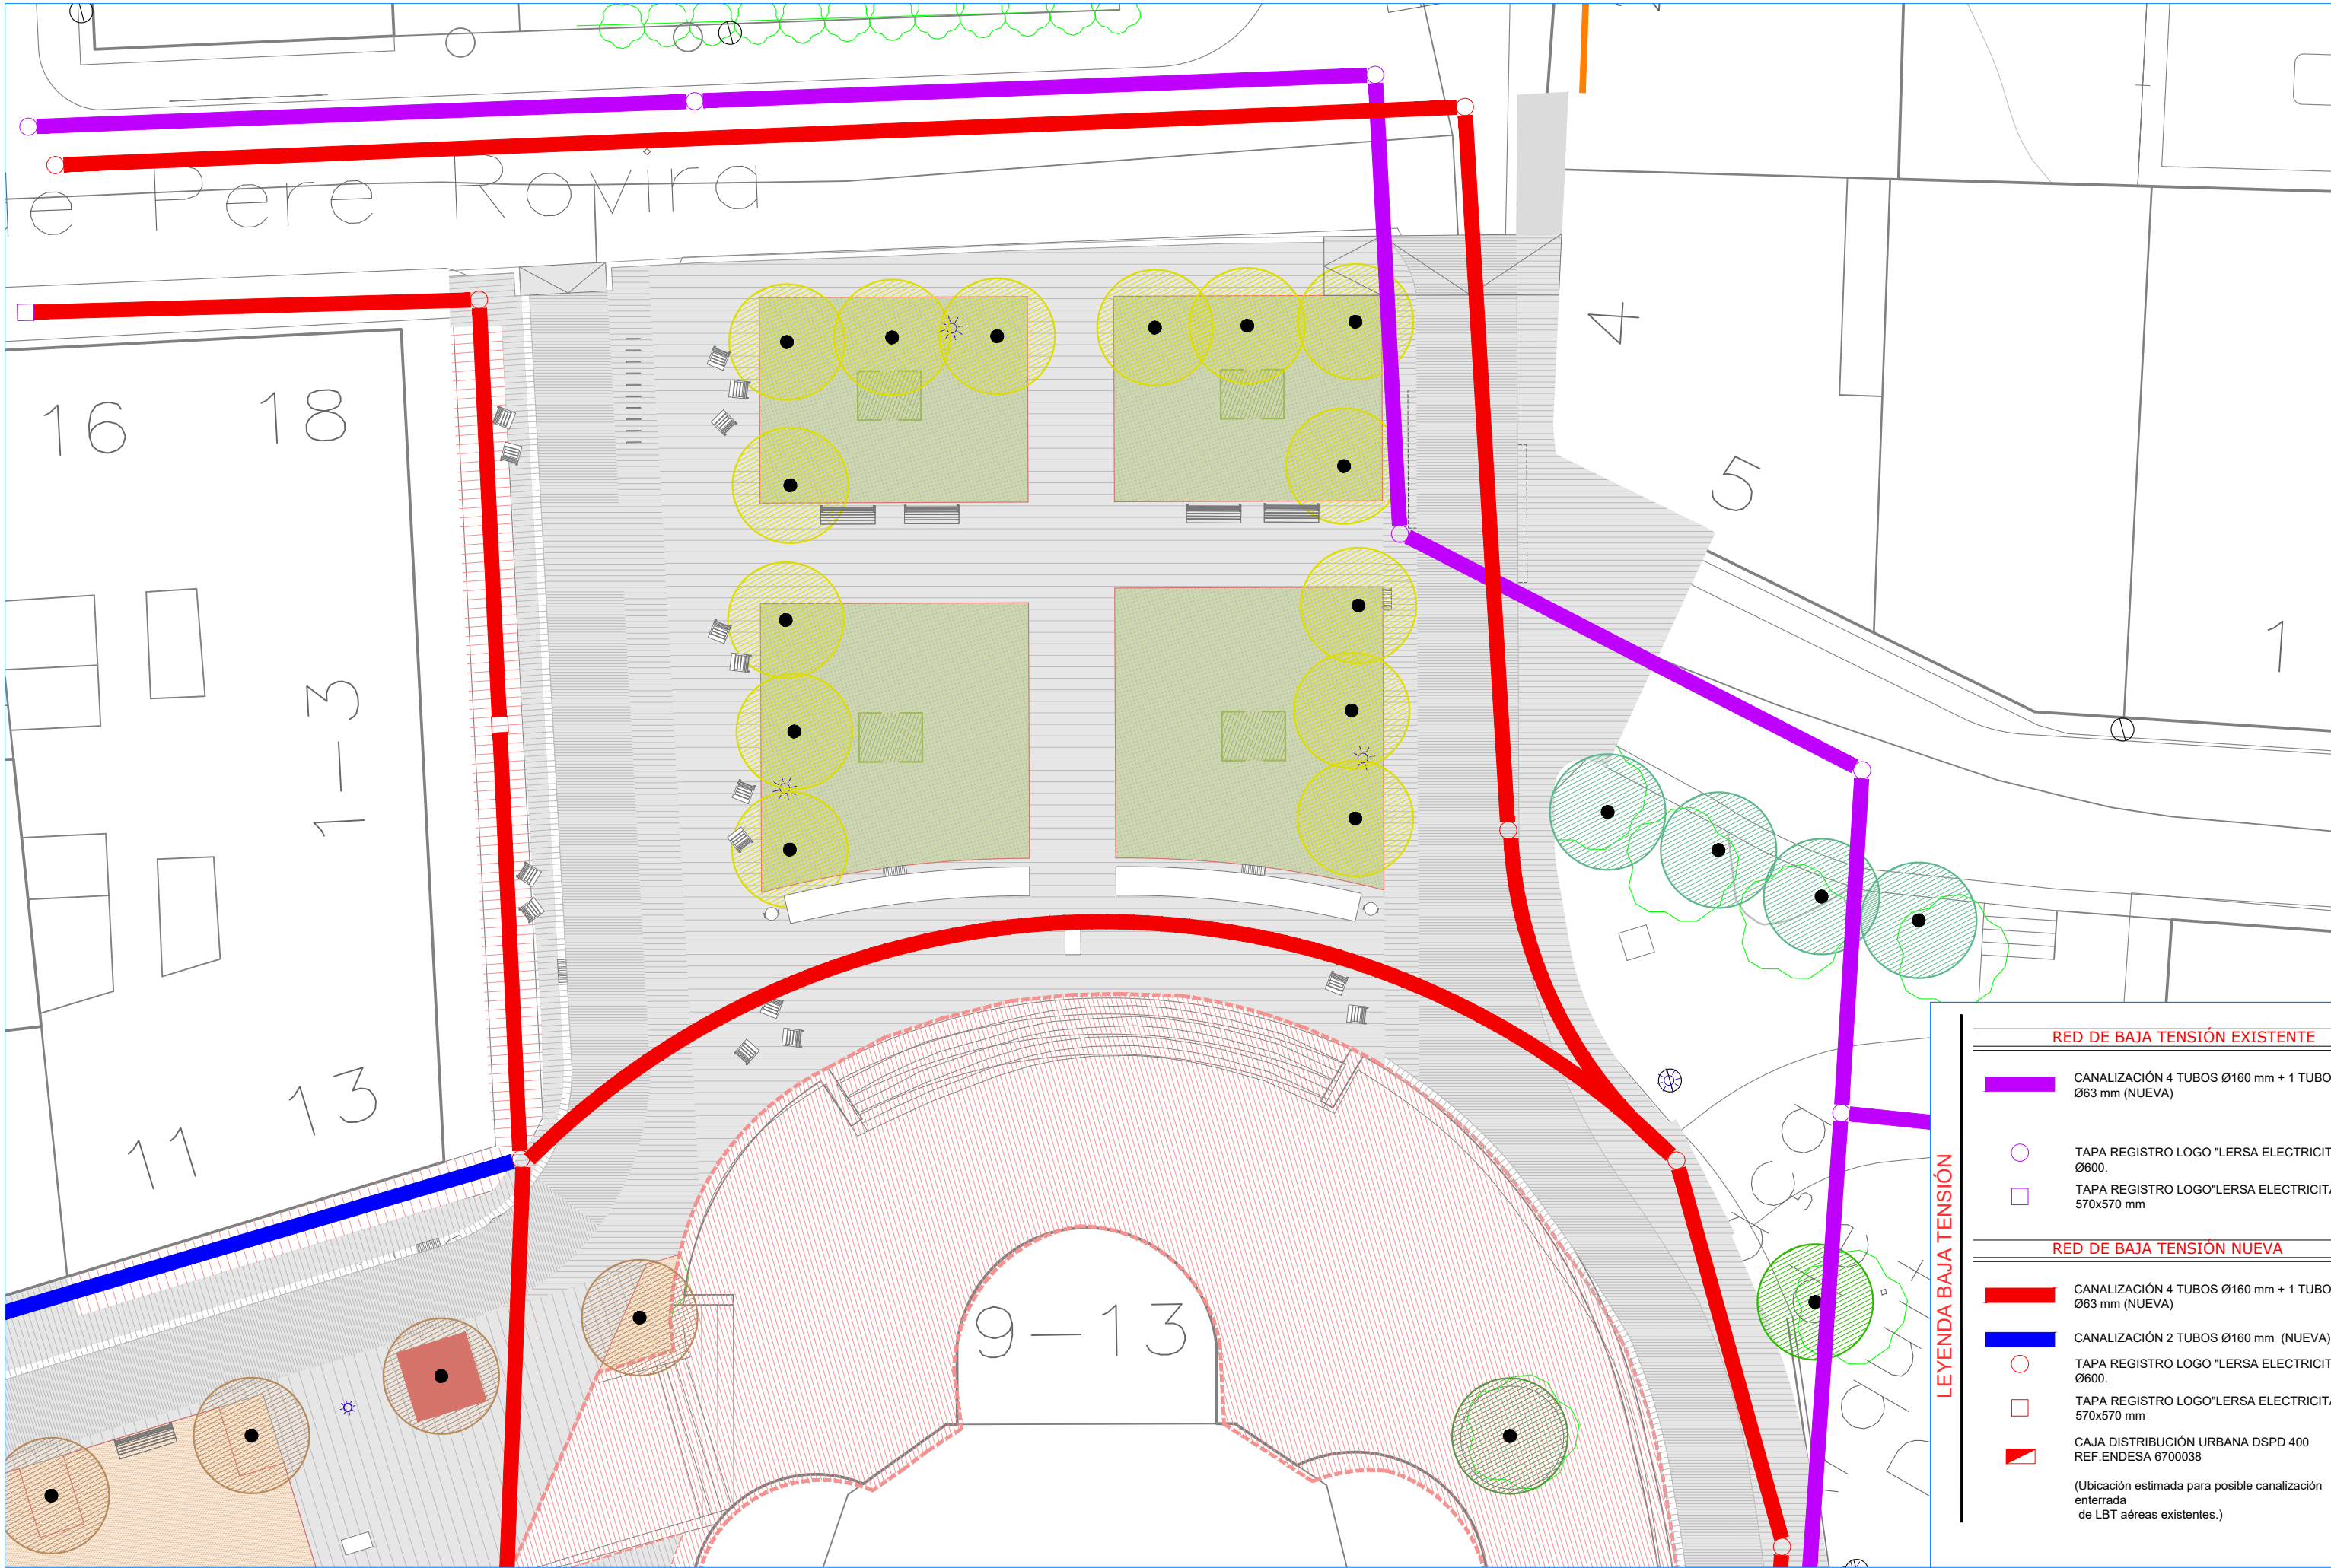 Pere Rovira
16
18
4
5
1
1-3
13
11
9-13
LEYENDA BAJA TENSIÓN
RED DE BAJA TENSIÓN EXISTENTE
CANALIZACIÓN 4 TUBOS Ø160 mm + 1 TUBO
Ø63 mm (NUEVA)
TAPA REGISTRO LOGO "LERSA
Ø600.
TAPA REGISTRO LOGO"LERSA
570x570 mm
RED DE BAJA TENSIÓN NUEVA
CANALIZACIÓN 4 TUBOS Ø160 mm + 1 TUBO
Ø63 mm (NUEVA)
CANALIZACIÓN 2 TUBOS Ø160 mm (NUEVA)
TAPA REGISTRO LOGO "LERSA
Ø600.
TAPA REGISTRO LOGO"LERSA
570x570 mm
CAJA DISTRIBUCIÓN URBANA DSPD 400
REF.ENDESA 6700038
(Ubicación estimada para posible canalización
enterrada
de LBT aéreas existentes.)